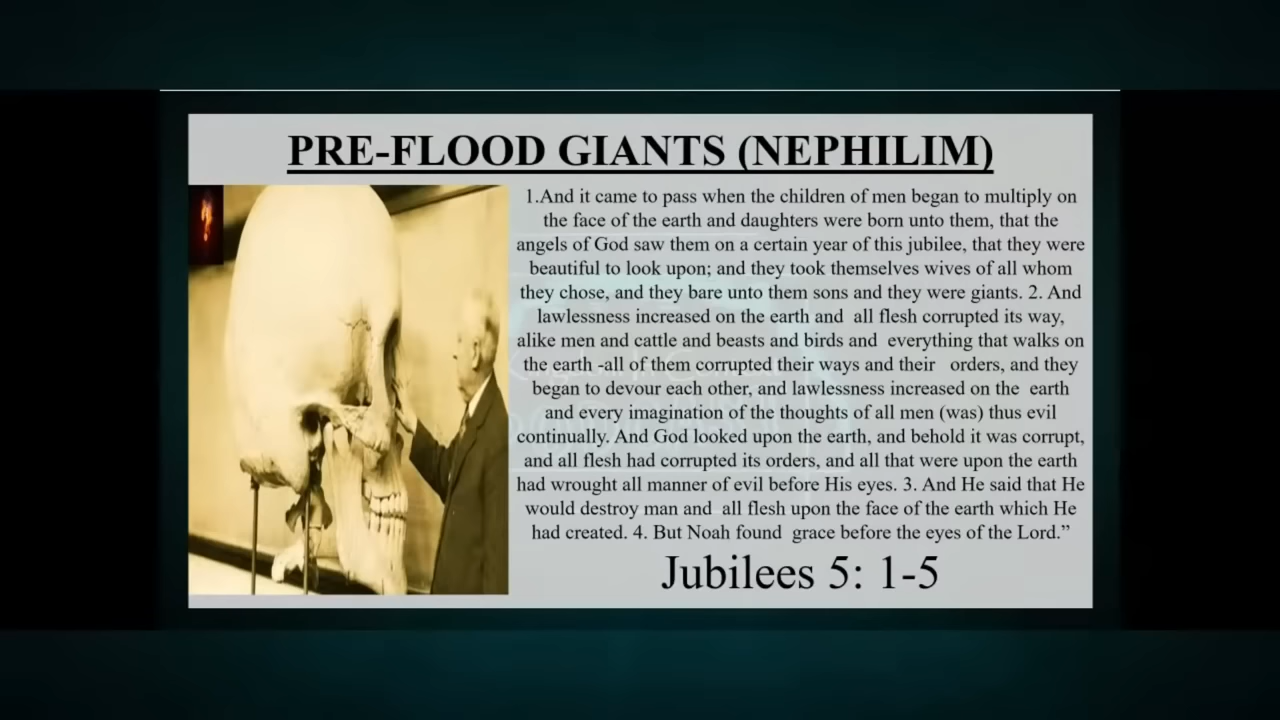 PRE-FLOOD GIANTS (NEPHILIM)
1.And it came to pass when the children of men began to multiply on
the face of the earth and daughters were born unto them, that the
angels of God saw them on a certain year of this jubilee, that they were
beautiful to look upon; and they took themselves wives of all whom
they chose, and they bare unto them sons and they were giants. 2. And
lawlessness increased on the earth and all flesh corrupted its way,
alike men and cattle and beasts and birds and everything that walks on
the earth -all of them corrupted their ways and their orders, and they
began to devour each other, and lawlessness increased on the earth
and every imagination of the thoughts of all men (was) thus evil
continually. And God looked upon the earth, and behold it was corrupt,
and all flesh had corrupted its orders, and all that were upon the earth
had wrought all manner of evil before His eyes. 3. And He said that He
would destroy man and all flesh upon the face of the earth which He
had created. 4. But Noah found grace before the eyes of the Lord.”
Jubilees 5: 1-5